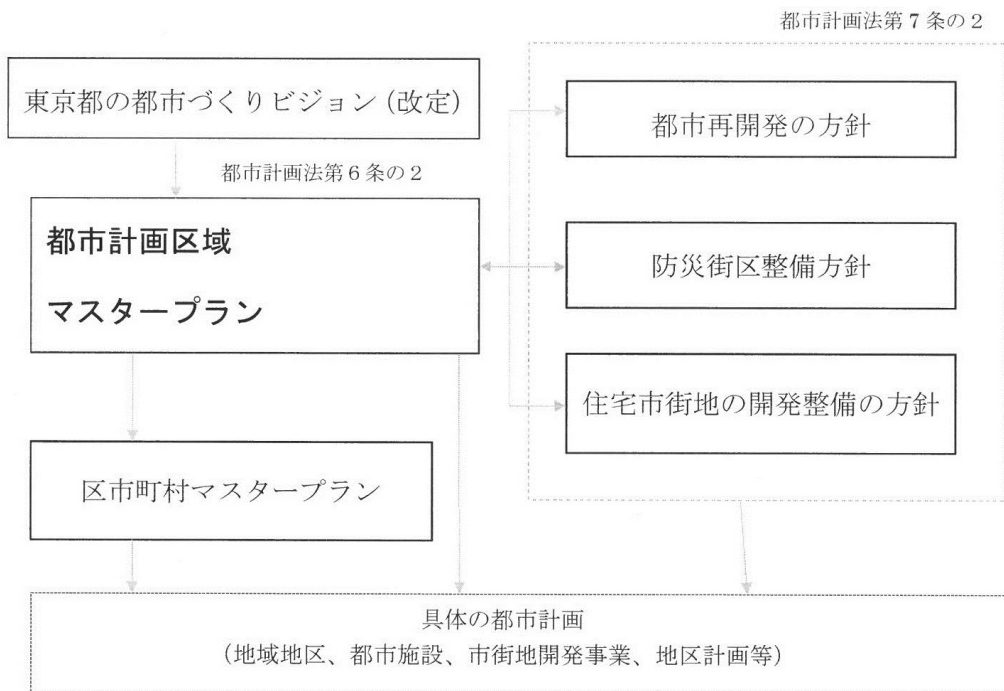 都市計画法第７条の２
東京都の都市づくりビジョン（改定）
都市再開発の方針
都市計画法第６条の２
都市計画区域
マスタープラン
防災街区整備方針
住宅市街地の開発整備の方針
区市町村マスタープラン
具体の都市計画
（地域地区、都市施設、市街地開発事業、地区計画等）